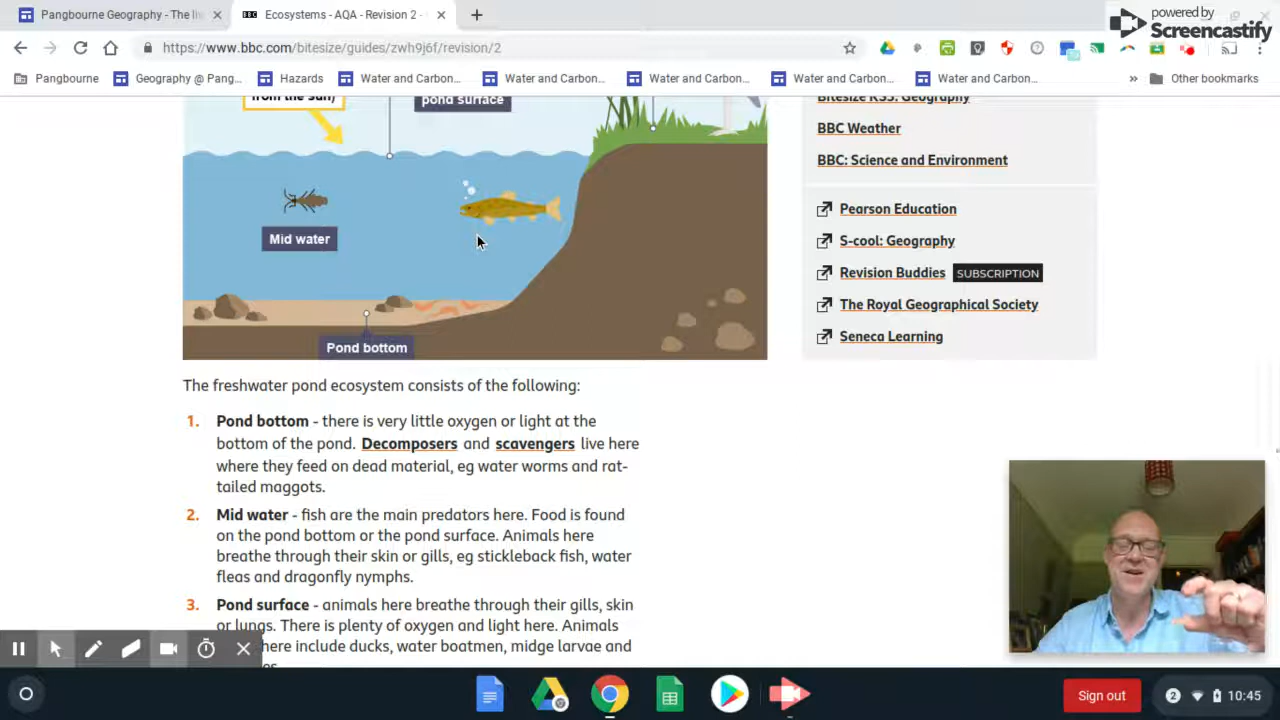 Pangbourne Geography - The li
BBC Ecosystems - AQA - Revision 2 -
powered by
Screencastify
https://www.bbc.com/bitesize/guides/zwh9j6f/revision/2
Pangbourne
Geography @ Pang...
Hazards
Water and Carbon...
Water and Carbon...
Water and Carbon...
Water and Carbon...
Water and Carbon...
»
Other bookmarks
from the sun)
pond surface
Mid water
Pond bottom
Bitesize KS3: Geography
BBC Weather
BBC: Science and Environment
Pearson Education
S-cool: Geography
Revision Buddies SUBSCRIPTION
The Royal Geographical Society
Seneca Learning
The freshwater pond ecosystem consists of the following:
1. Pond bottom - there is very little oxygen or light at the
bottom of the pond. Decomposers and scavengers live here
where they feed on dead material, eg water worms and rat-
tailed maggots.
2. Mid water - fish are the main predators here. Food is found
on the pond bottom or the pond surface. Animals here
breathe through their skin or gills, eg stickleback fish, water
fleas and dragonfly nymphs.
3. Pond surface - animals here breathe through their gills, skin
or lungs. There is plenty of oxygen and light here. Animals
here include ducks, water boatmen, midge larvae and
Sign out
2
10:45